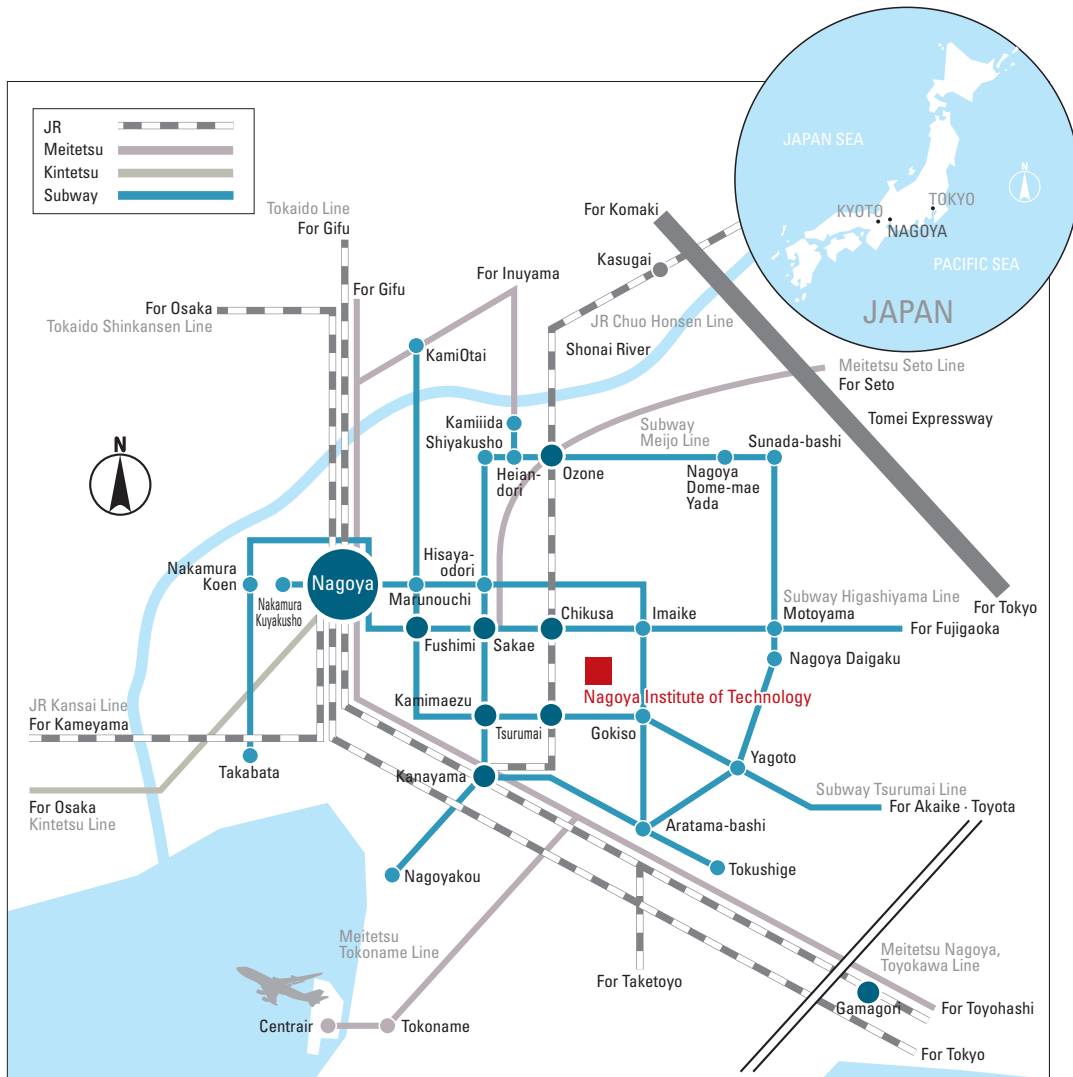 JR
Meitetsu
Kintetsu
Subway
JAPAN SEA
TOKYO
KYOTO
NAGOYA
PACIFIC SEA
JAPAN
N
Tokaido Line
For Gifu
For Komaki
Kasugai
For Inuyama
For Gifu
For Osaka
Tokaido Shinkansen Line
JR Chuo Honsen Line
Shonai River
KamiOtai
Meitetsu Seto Line
For Seto
Tomei Expressway
Kamiiida
Shiyakusho
Subway
Meijo Line
Sunada-bashi
N
Heian-
dori
Ozone
Nagoya
Dome-mae
Yada
Hisaya-
odori
Nakamura
Koen
Nagoya
Nakamura
Kuyakusho
Marunouchi
Chikusa
Imaike
Subway Higashiyama Line
Motoyama
For Tokyo
For Fujigaoka
Fushimi
Sakae
Nagoya Daigaku
Nagoya Institute of Technology
Kamimaezu
JR Kansai Line
For Kameyama
Tsurumai
Gokiso
Takabata
Kanayama
Yagoto
Subway Tsurumai Line
For Akaike · Toyota
For Osaka
Kintetsu Line
Aratama-bashi
Tokushige
Nagoyakou
Meitetsu
Tokoname Line
Meitetsu Nagoya,
Toyokawa Line
For Taketoyo
Gamagori
For Toyohashi
Centrair
Tokoname
For Tokyo